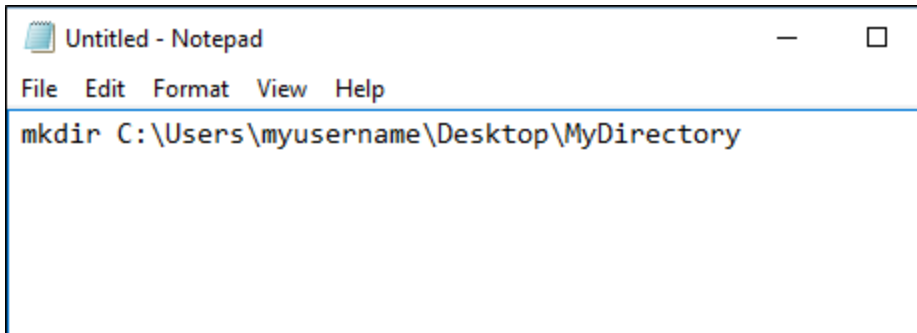 Untitled - Notepad
File Edit Format View Help
mkdir C:\Users\myusername\Desktop\MyDirectory